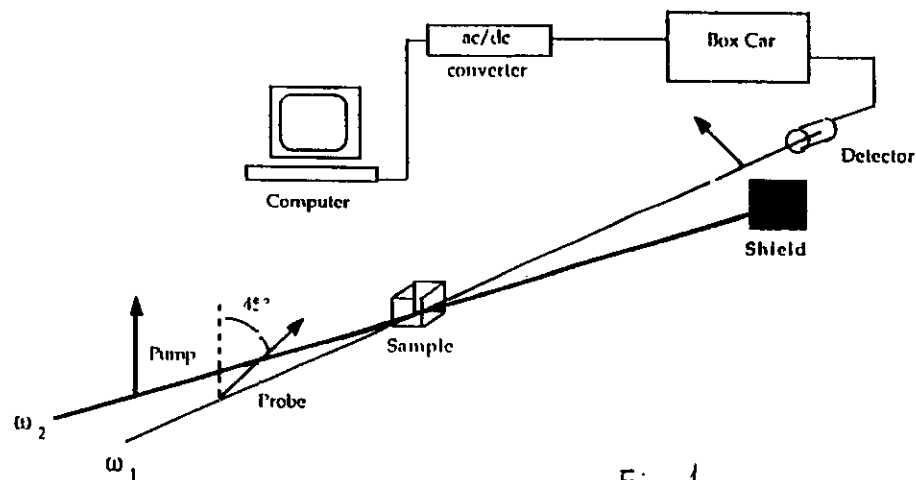 ac/dc
converter
Box Car
Detector
Computer
Shield
45°
Sample
Pump
Probe
ω 2
ω 1
Fig. 1